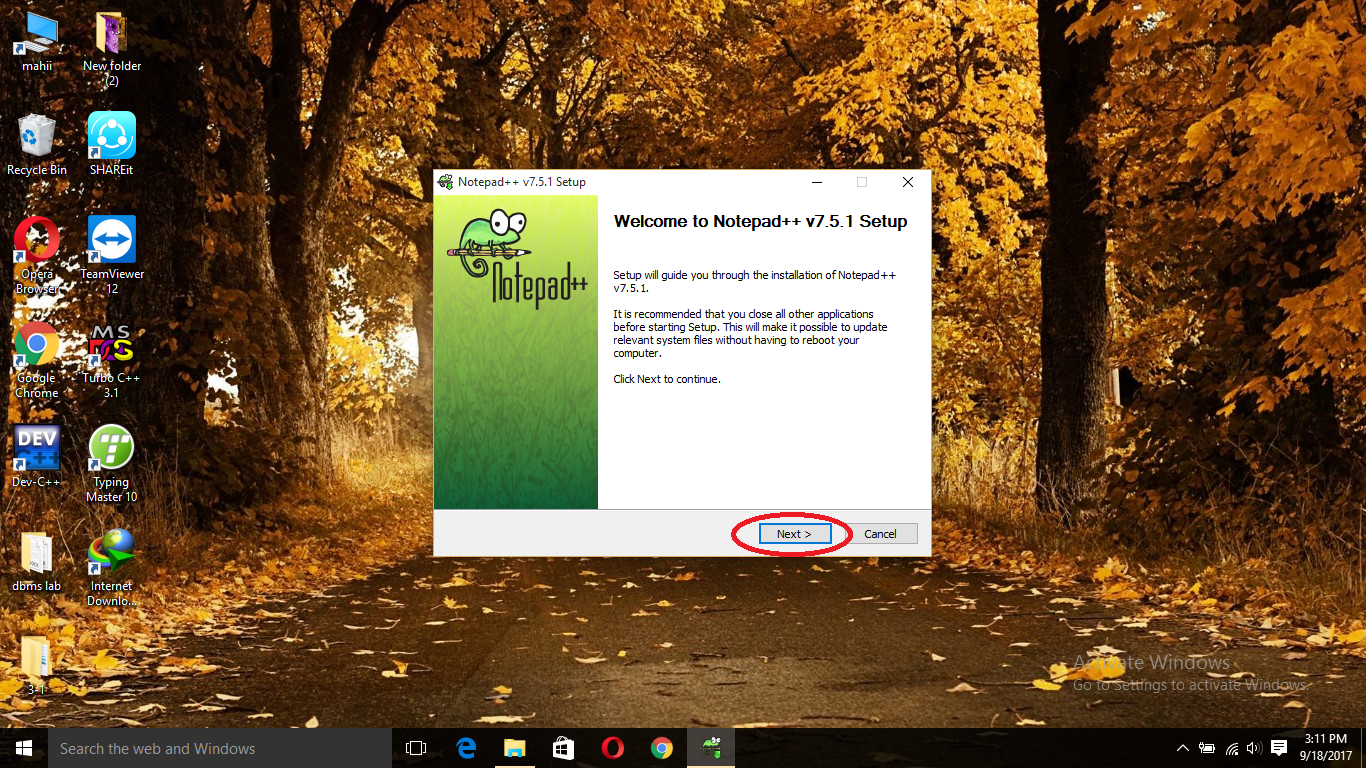 mahii
New folder
(2)
Recycle Bin
SHAREit
Opera
Browser
TeamViewer
12
Google
Chrome
MS
DOS
Turbo C++
3.1
DEV
C++
Dev-C++
Typing
Master 10
dbms lab
Internet
Downlo...
3-1
Notepad++ v7.5.1 Setup
Notepad++
Welcome to Notepad++ v7.5.1 Setup
Setup will guide you through the installation of Notepad++
v7.5.1.
It is recommended that you close all other applications
before starting Setup. This will make it possible to update
relevant system files without having to reboot your
computer.
Click Next to continue.
Next >
Cancel
Activate Windows
Go to Settings to activate Windows.
Search the web and Windows
3:11 PM
9/18/2017